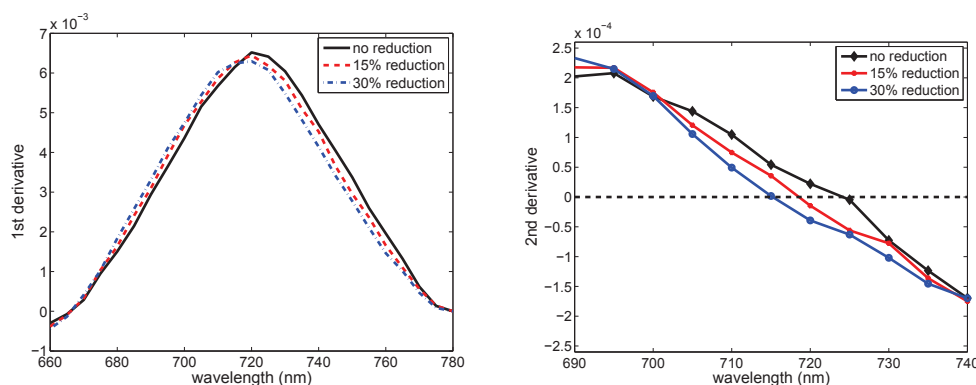 × 10⁻³
7
6
5
4
3
2
1
0
−1
1st derivative
660 680 700 720 740 760 780
wavelength (nm)
no reduction
15% reduction
30% reduction
× 10⁻⁴
2.5
2
1.5
1
0.5
0
−0.5
−1
−1.5
−2
2nd derivative
690 700 710 720 730 740
wavelength (nm)
no reduction
15% reduction
30% reduction